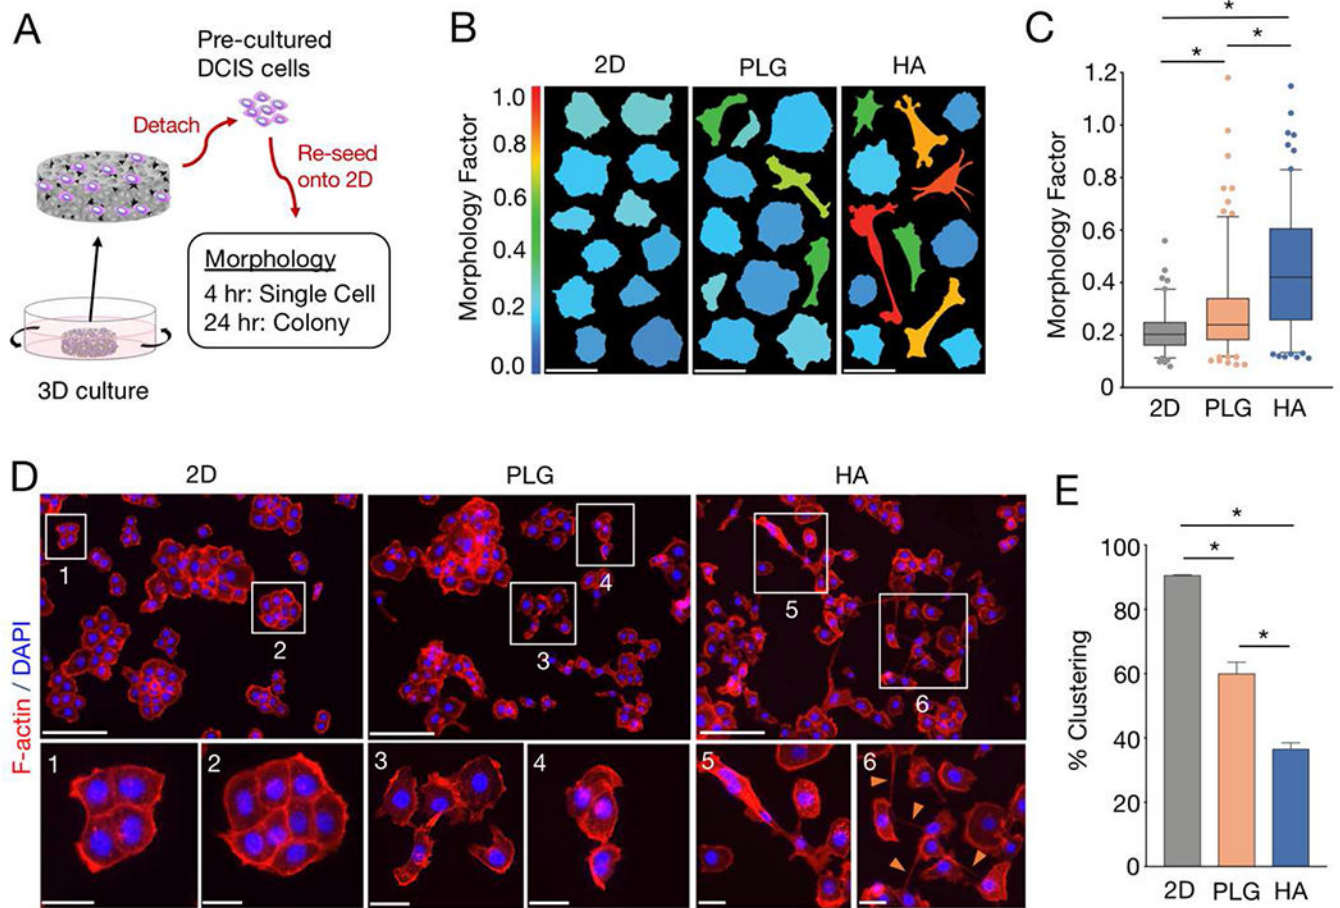 A
Pre-cultured
DCIS cells
Detach
Re-seed
onto 2D
Morphology
4 hr: Single Cell
24 hr: Colony
3D culture
B
2D
PLG
HA
Morphology Factor
1.0
0.8
0.6
0.4
0.2
0.0
C
*
*
*
Morphology Factor
1.2
1.0
0.8
0.6
0.4
0.2
0
2D
PLG
HA
D
2D
PLG
HA
F-actin / DAPI
1
2
3
4
5
6
1
2
3
4
5
6
E
*
*
*
% Clustering
100
80
60
40
20
0
2D
PLG
HA